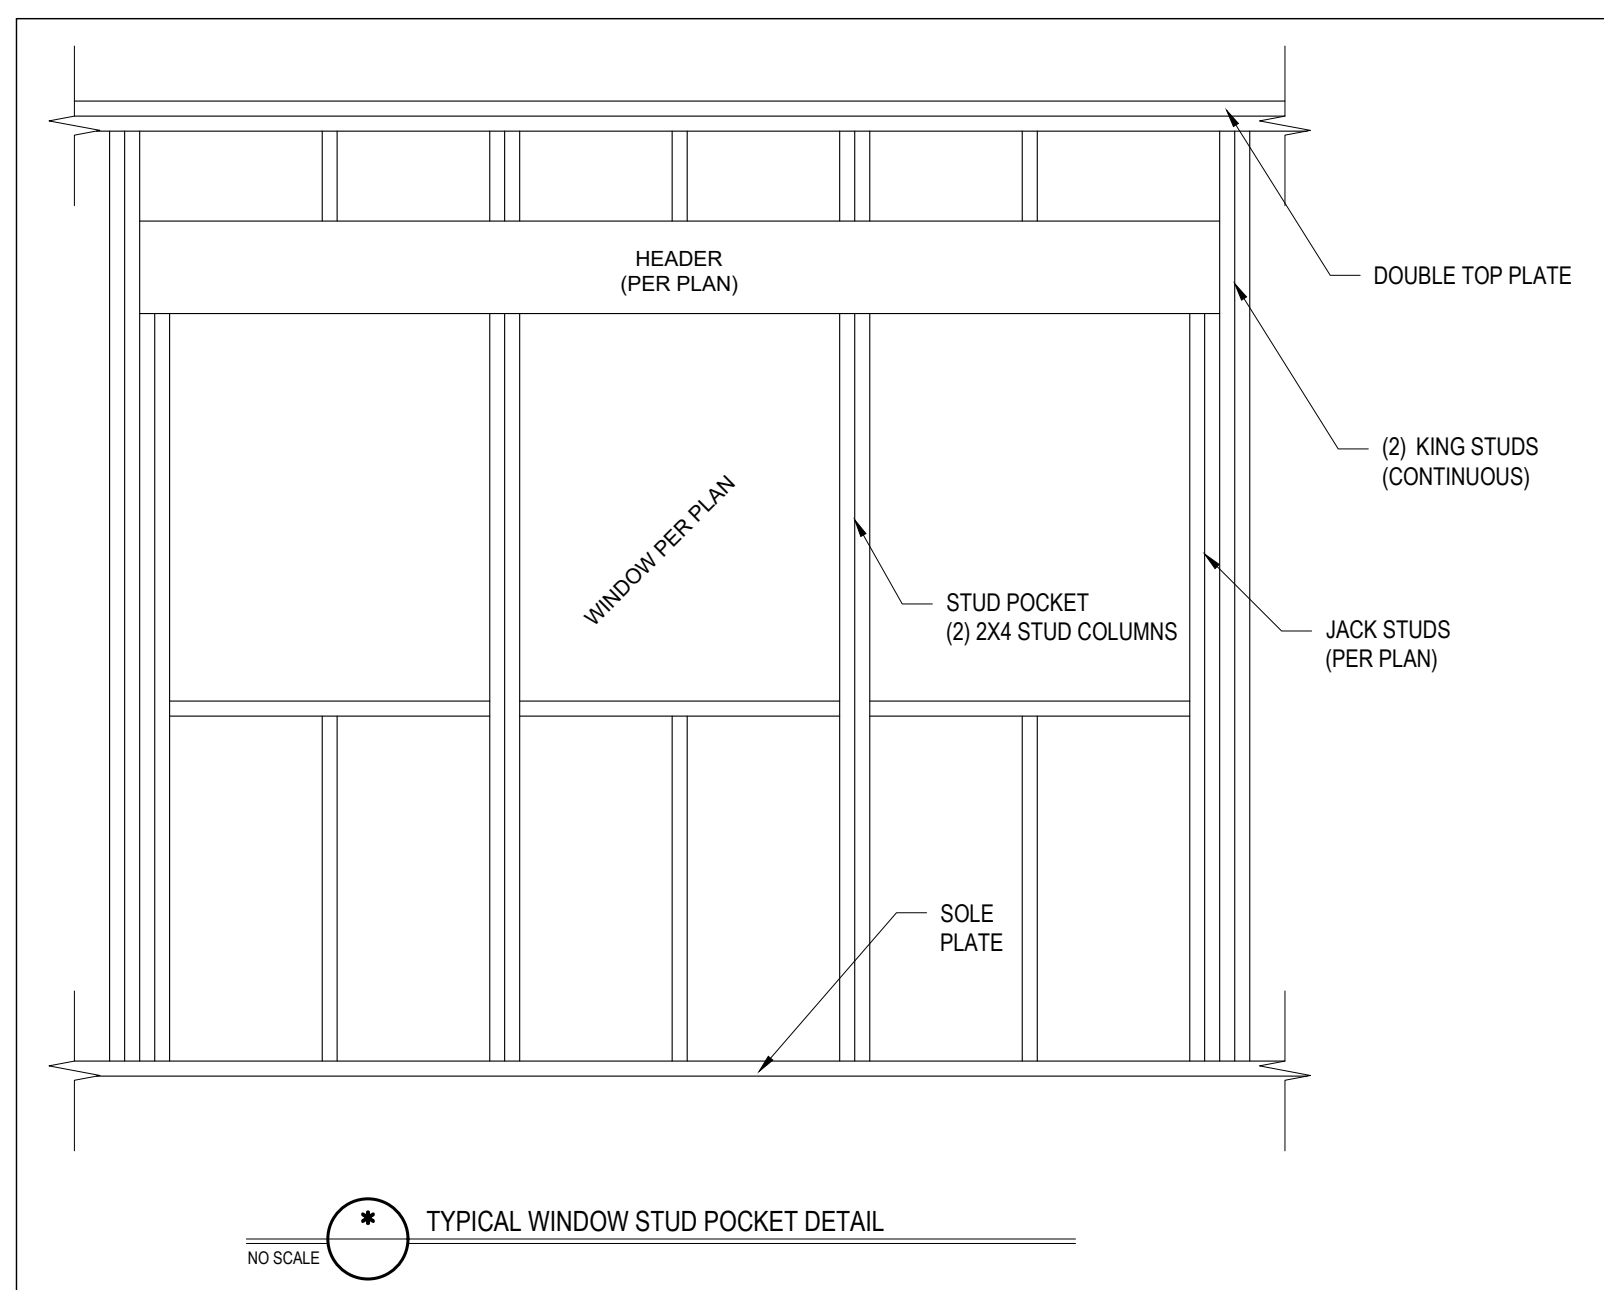 HEADER
(PER PLAN)
DOUBLE TOP PLATE
(2) KING STUDS
(CONTINUOUS)
WINDOW PER PLAN
STUD POCKET
(2) 2X4 STUD COLUMNS
JACK STUDS
(PER PLAN)
SOLE
PLATE
*
TYPICAL WINDOW STUD POCKET DETAIL
NO SCALE